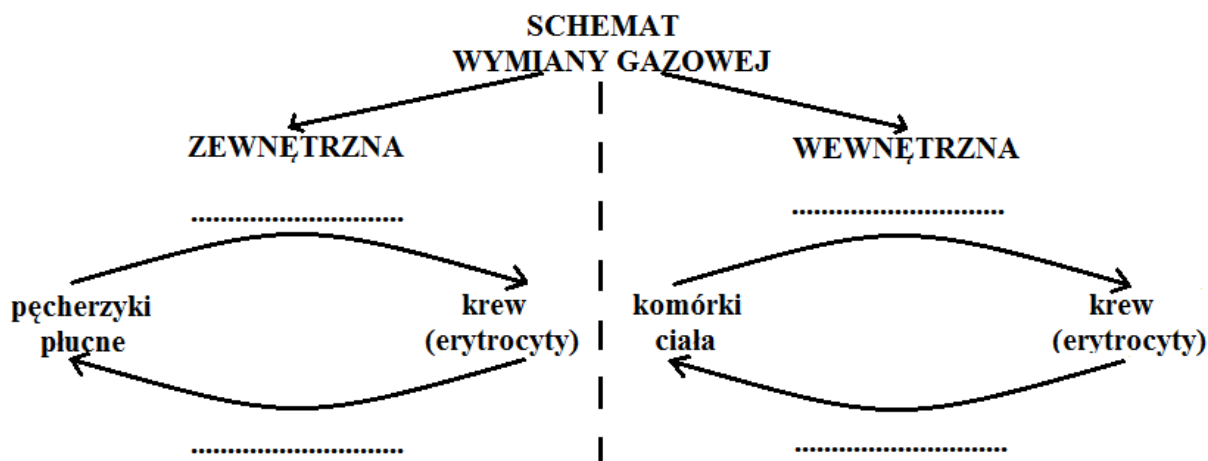 SCHEMAT
WYMIANY GAZOWEJ
ZEWNĘTRZNA
WEWNĘTRZNA
............................
............................
pęcherzyki
płucne
krew
(erytrocyty)
komórki
ciała
krew
(erytrocyty)
............................
............................